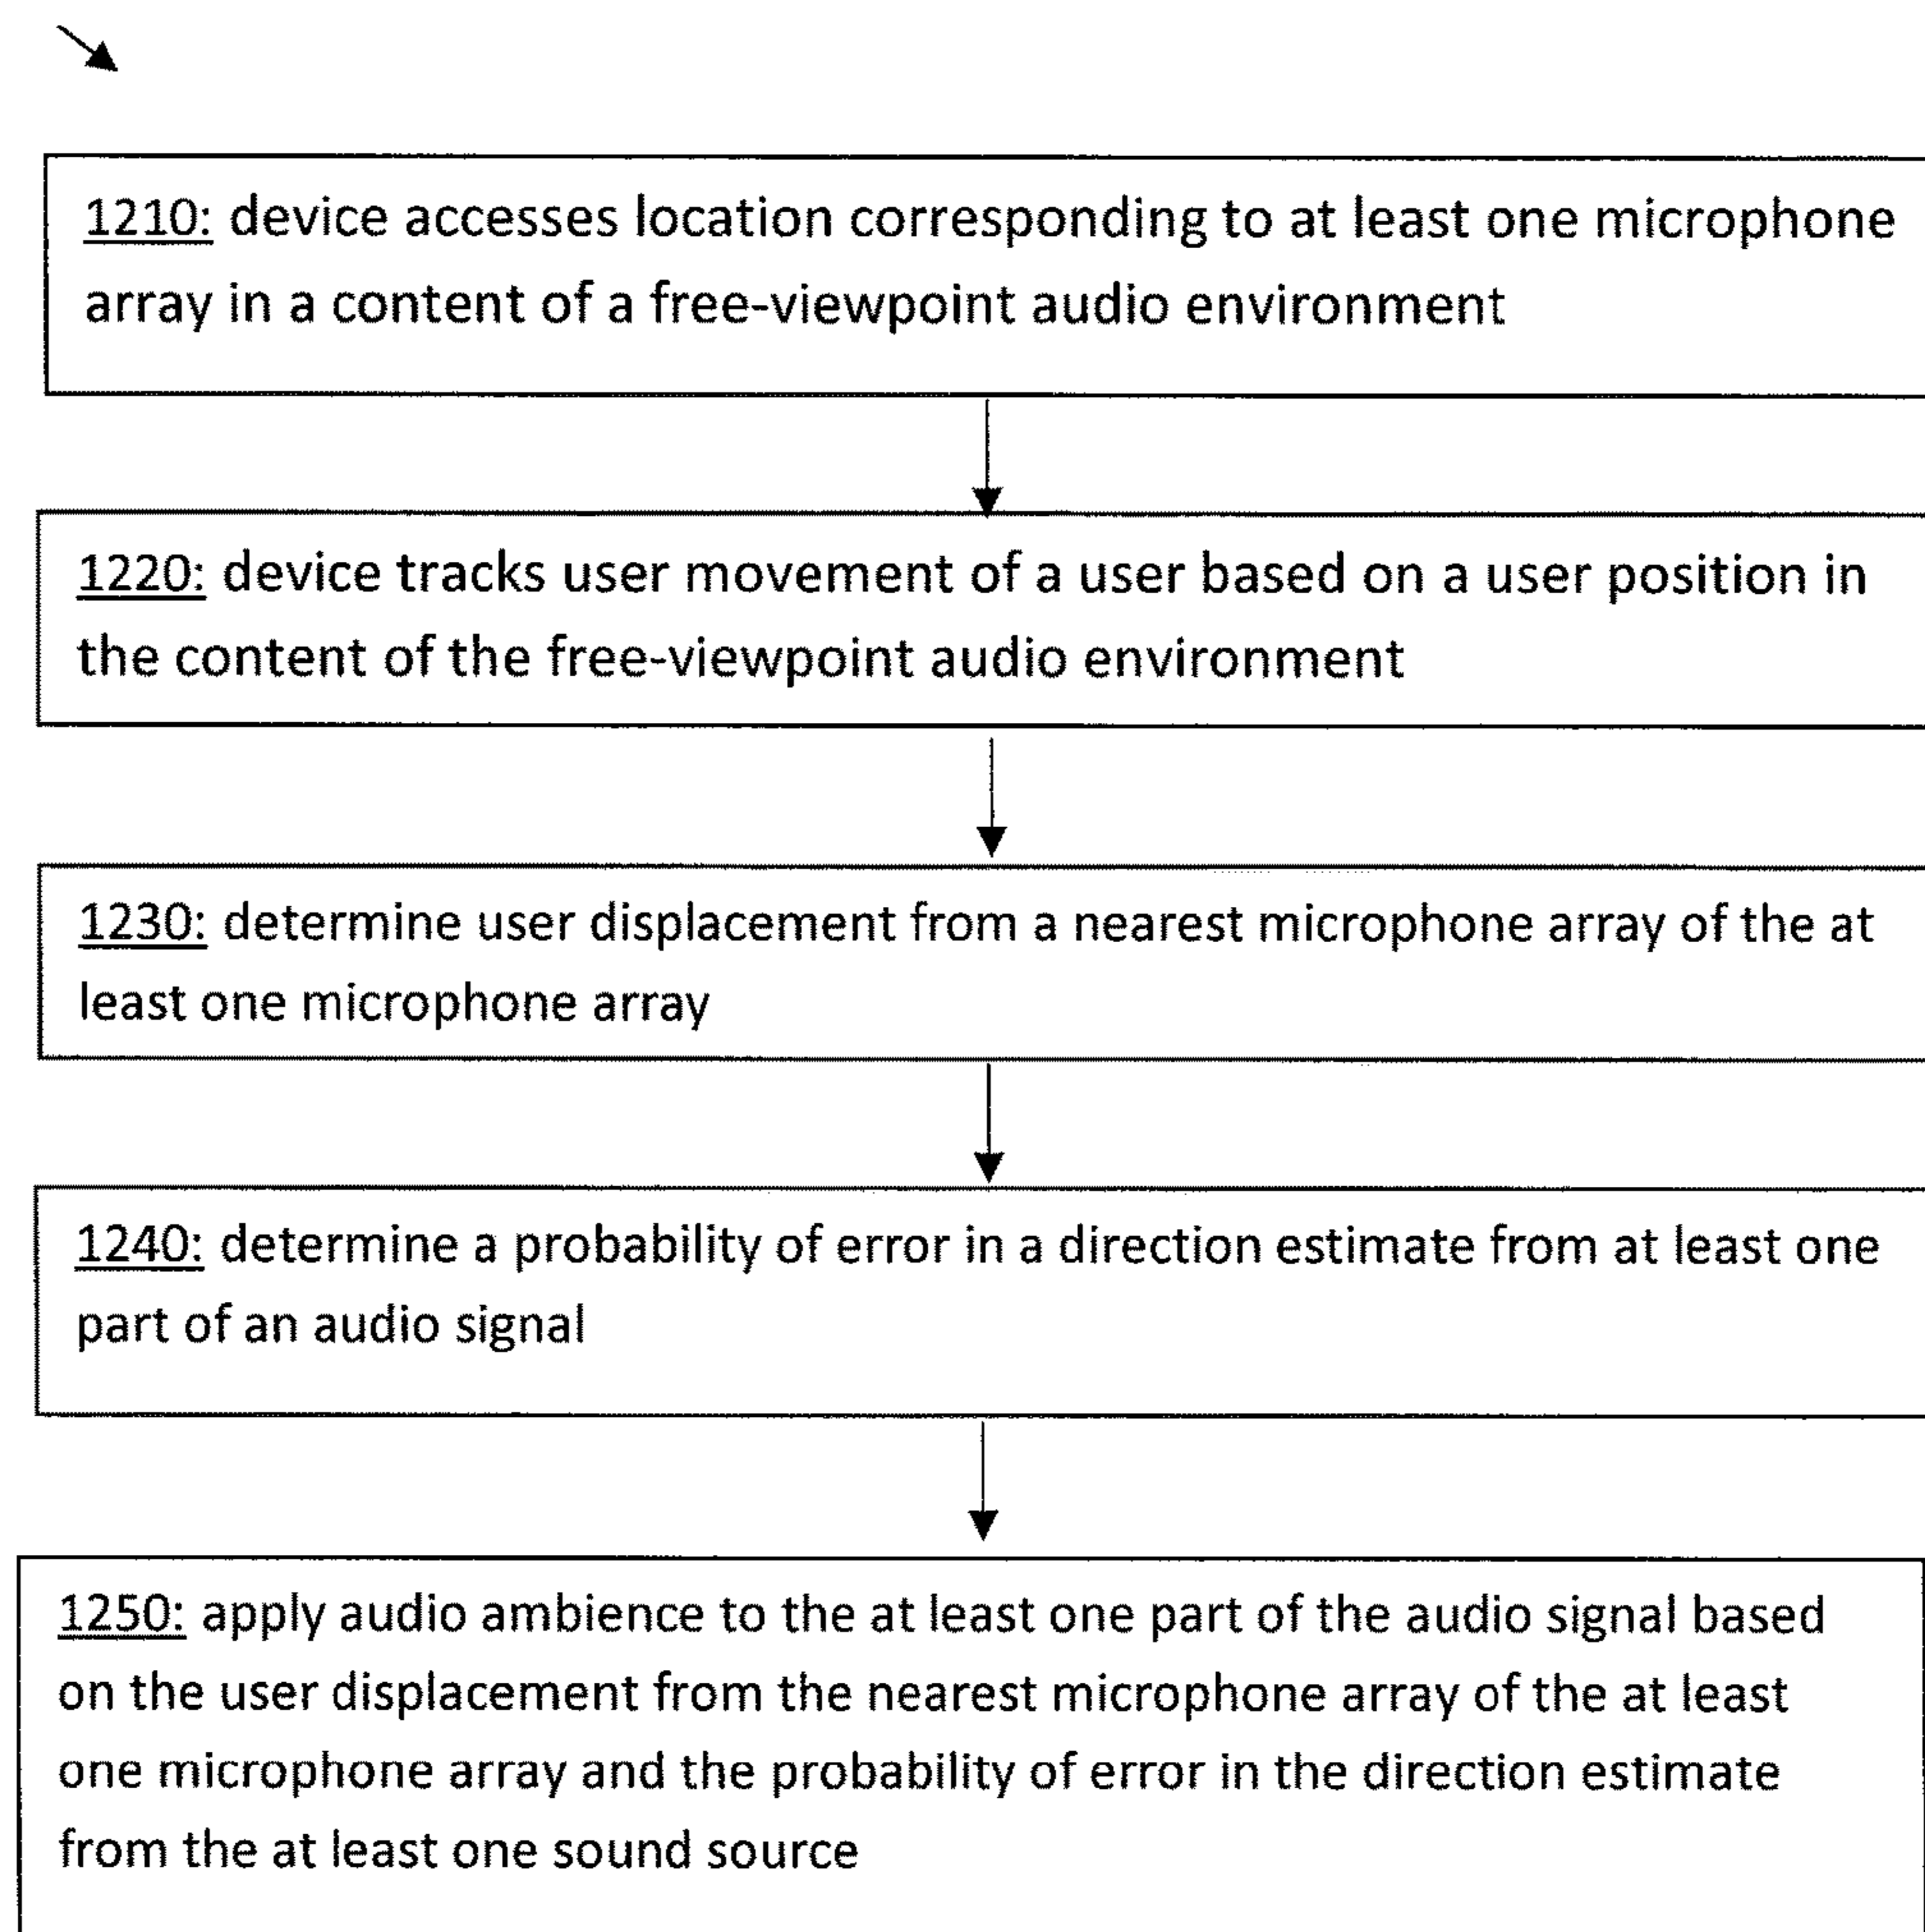 1210: device accesses location corresponding to at least one microphone
array in a content of a free-viewpoint audio environment
1220: device tracks user movement of a user based on a user position in
the content of the free-viewpoint audio environment
1230: determine user displacement from a nearest microphone array of the at
least one microphone array
1240: determine a probability of error in a direction estimate from at least one
part of an audio signal
1250: apply audio ambience to the at least one part of the audio signal based
on the user displacement from the nearest microphone array of the at least
one microphone array and the probability of error in the direction estimate
from the at least one sound source